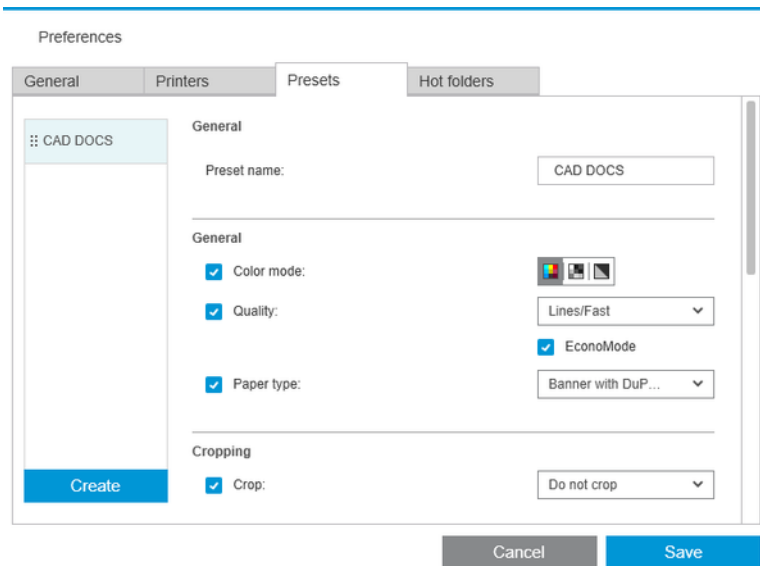 Preferences
General
Printers
Presets
Hot folders
CAD DOCS
Create
General
Preset name:
CAD DOCS
General
Color mode:
Quality:
Lines/Fast
EconoMode
Paper type:
Banner with DuP...
Cropping
Crop:
Do not crop
Cancel
Save